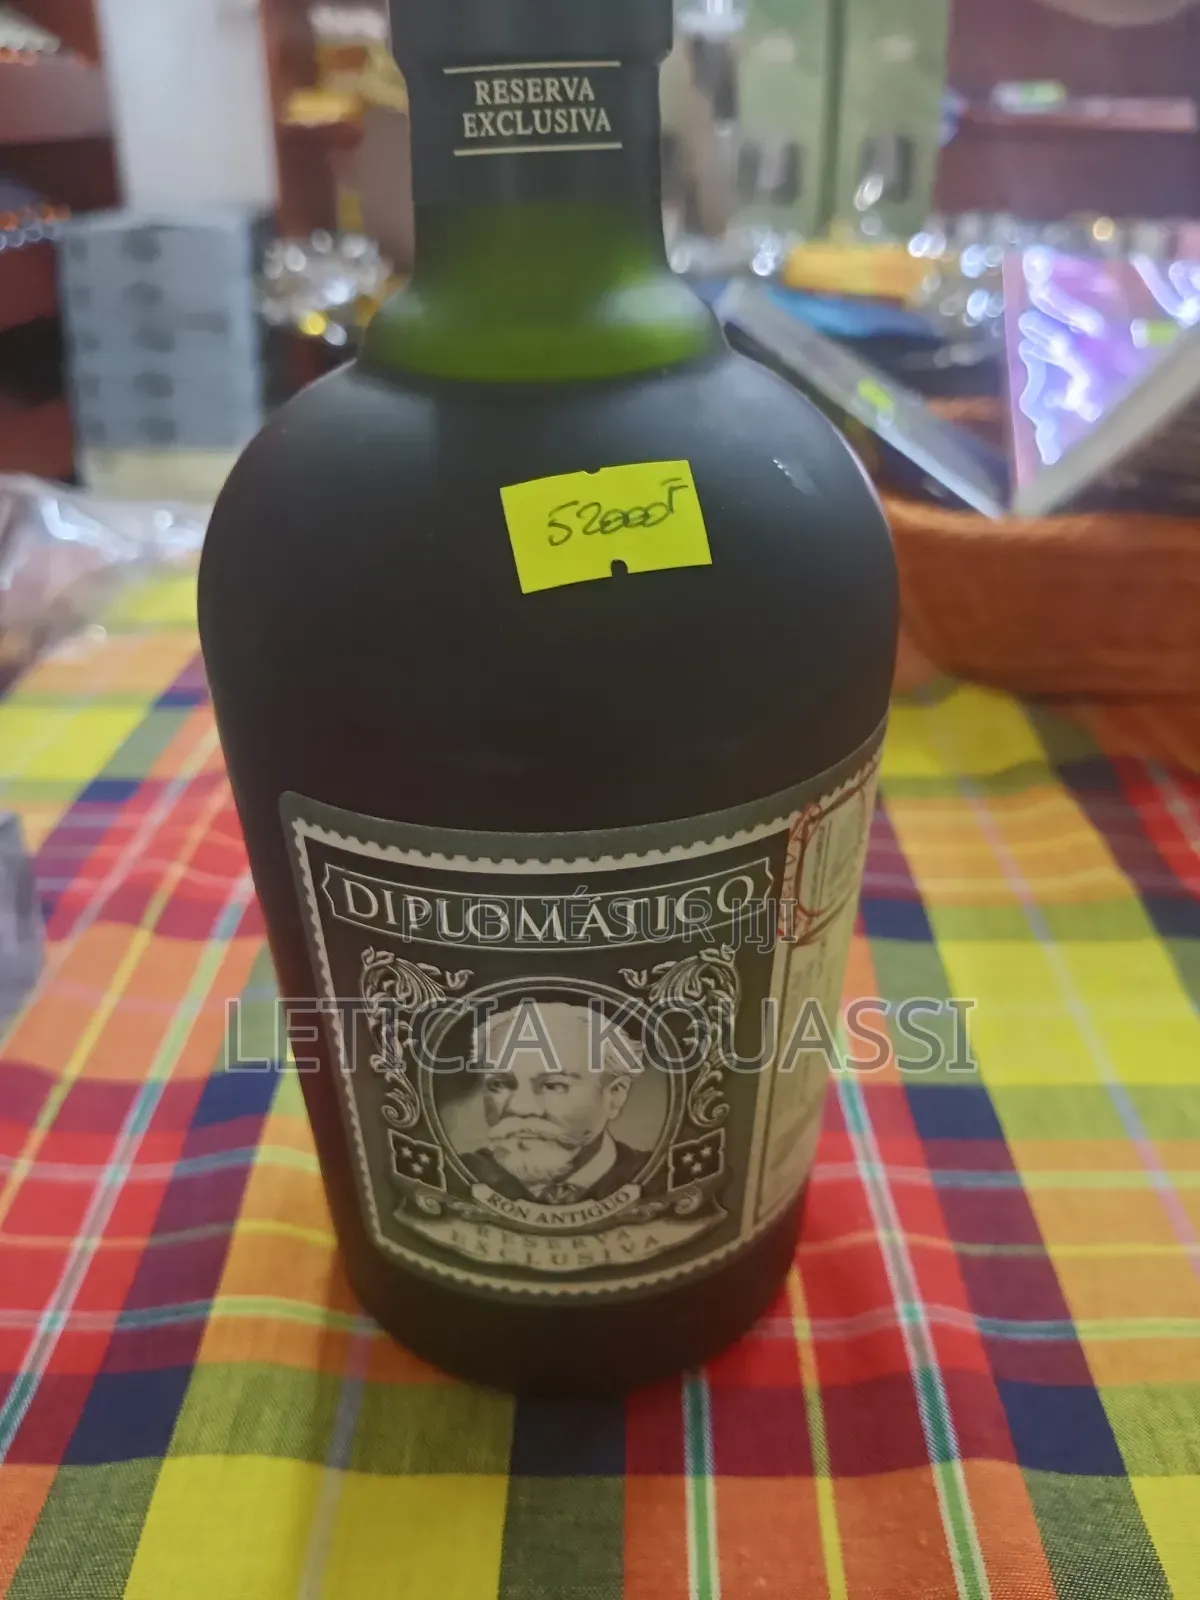 RESERVA
EXCLUSIVA
52000F
DIPLOMÁTICO
PUBLIÉ SUR JIJI
LETICIA KOUASSI
RON ANTIGUO
RESERVA
EXCLUSIVA